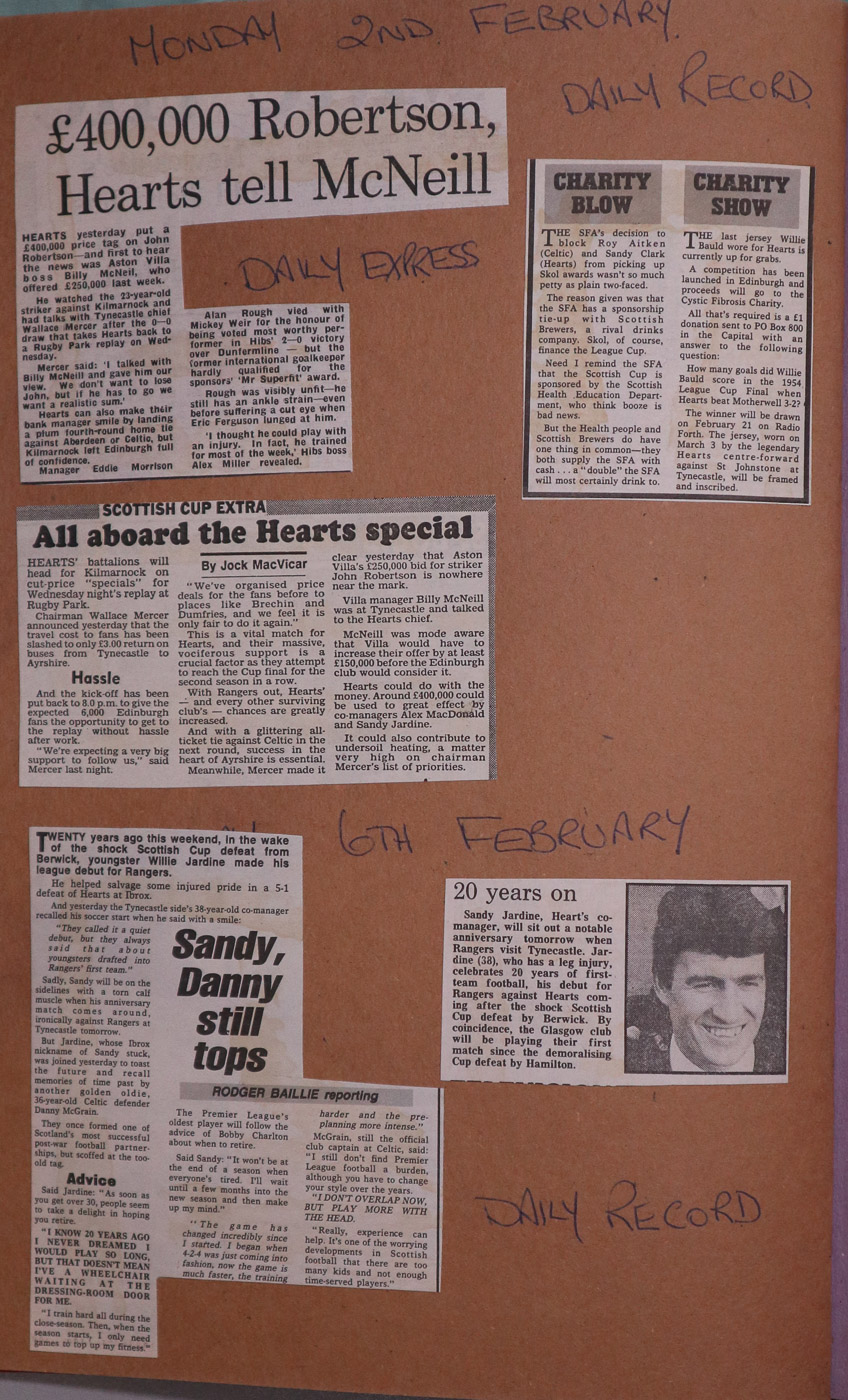 MONDAY 2ND FEBRUARY.
DAILY RECORD
£400,000 Robertson,
Hearts tell McNeill
HEARTS yesterday put a
£400,000 price tag on John
Robertson—and first to hear
the news was Aston Villa
boss Billy McNeil, who
offered £250,000 last week.
He watched the 23-year-old
striker against Kilmarnock and
had talks with Tynecastle chief
Wallace Mercer after the 0—0
draw that takes Hearts back to
a Rugby Park replay on Wed-
nesday.
Mercer said: 'I talked with
Billy McNeill and gave him our
view. We don't want to lose
John, but if he has to go we
want a realistic sum.'
Hearts can also make their
bank manager smile by landing
a plum fourth-round home tie
against Aberdeen or Celtic, but
Kilmarnock left Edinburgh full
of confidence.
Manager Eddie Morrison
DAILY EXPRESS
Alan Rough vied with
Mickey Weir for the honour of
being voted most worthy per-
former in Hibs' 2—0 victory
over Dunfermline — but the
former international goalkeeper
hardly qualified for the
sponsors' 'Mr Superfit' award.
Rough was visibly unfit—he
still has an ankle strain—even
before suffering a cut eye when
Eric Ferguson lunged at him.
'I thought he could play with
an injury. In fact, he trained
for most of the week,' Hibs boss
Alex Miller revealed.
CHARITY
BLOW
THE SFA's decision to
block Roy Aitken
(Celtic) and Sandy Clark
(Hearts) from picking up
Skol awards wasn't so much
petty as plain two-faced.
The reason given was that
the SFA has a sponsorship
tie-up with Scottish
Brewers, a rival drinks
company. Skol, of course,
finance the League Cup.
Need I remind the SFA
that the Scottish Cup is
sponsored by the Scottish
Health Education Depart-
ment, who think booze is
bad news.
But the Health people and
Scottish Brewers do have
one thing in common—they
both supply the SFA with
cash . . . a "double" the SFA
will most certainly drink to.
CHARITY
SHOW
THE last jersey Willie
Bauld wore for Hearts is
currently up for grabs.
A competition has been
launched in Edinburgh and
proceeds will go to the
Cystic Fibrosis Charity.
All that's required is a £1
donation sent to PO Box 800
in the Capital with an
answer to the following
question:
How many goals did Willie
Bauld score in the 1954
League Cup Final when
Hearts beat Motherwell 3-2?
The winner will be drawn
on February 21 on Radio
Forth. The jersey, worn on
March 3 by the legendary
Hearts centre-forward
against St Johnstone at
Tynecastle, will be framed
and inscribed.
SCOTTISH CUP EXTRA
All aboard the Hearts special
HEARTS' battalions will
head for Kilmarnock on
cut-price "specials" for
Wednesday night's replay at
Rugby Park.
Chairman Wallace Mercer
announced yesterday that the
travel cost to fans has been
slashed to only £3.00 return on
buses from Tynecastle to
Ayrshire.
Hassle
And the kick-off has been
put back to 8.0 p.m. to give the
expected 6,000 Edinburgh
fans the opportunity to get to
the replay without hassle
after work.
"We're expecting a very big
support to follow us," said
Mercer last night.
By Jock MacVicar
"We've organised price
deals for the fans before to
places like Brechin and
Dumfries, and we feel it is
only fair to do it again."
This is a vital match for
Hearts, and their massive,
vociferous support is a
crucial factor as they attempt
to reach the Cup final for the
second season in a row.
With Rangers out, Hearts'
— and every other surviving
club's — chances are greatly
increased.
And with a glittering all-
ticket tie against Celtic in the
next round, success in the
heart of Ayrshire is essential.
Meanwhile, Mercer made it
clear yesterday that Aston
Villa's £250,000 bid for striker
John Robertson is nowhere
near the mark.
Villa manager Billy McNeill
was at Tynecastle and talked
to the Hearts chief.
McNeill was mode aware
that Villa would have to
increase their offer by at least
£150,000 before the Edinburgh
club would consider it.
Hearts could do with the
money. Around £400,000 could
be used to great effect by
co-managers Alex MacDonald
and Sandy Jardine.
It could also contribute to
undersoil heating, a matter
very high on chairman
Mercer's list of priorities.
6TH FEBRUARY
TWENTY years ago this weekend, in the wake
of the shock Scottish Cup defeat from
Berwick, youngster Willie Jardine made his
league debut for Rangers.
He helped salvage some injured pride in a 5-1
defeat of Hearts at Ibrox.
And yesterday the Tynecastle side's 38-year-old co-manager
recalled his soccer start when he said with a smile:
"They called it a quiet
debut, but they always
said that about
youngsters drafted into
Rangers' first team."
Sadly, Sandy will be on the
sidelines with a torn calf
muscle when his anniversary
match comes around,
ironically against Rangers at
Tynecastle tomorrow.
But Jardine, whose Ibrox
nickname of Sandy stuck,
was joined yesterday to toast
the future and recall
memories of time past by
another golden oldie,
36-year-old Celtic defender
Danny McGrain.
They once formed one of
Scotland's most successful
post-war football partner-
ships, but scoffed at the too-
old tag.
Advice
Said Jardine: "As soon as
you get over 30, people seem
to take a delight in hoping
you retire.
"I KNOW 20 YEARS AGO
I NEVER DREAMED I
WOULD PLAY SO LONG,
BUT THAT DOESN'T MEAN
I'VE A WHEELCHAIR
WAITING AT THE
DRESSING-ROOM DOOR
FOR ME.
"I train hard all during the
close-season. Then, when the
season starts, I only need
games to top up my fitness."
Sandy,
Danny
still
tops
RODGER BAILLIE reporting
The Premier League's
oldest player will follow the
advice of Bobby Charlton
about when to retire.
Said Sandy: "It won't be at
the end of a season when
everyone's tired. I'll wait
until a few months into the
new season and then make
up my mind."
"The game has
changed incredibly since
I started. I began when
4-2-4 was just coming into
fashion, now the game is
much faster, the training
harder and the pre-
planning more intense."
McGrain, still the official
club captain at Celtic, said:
"I still don't find Premier
League football a burden,
although you have to change
your style over the years.
"I DON'T OVERLAP NOW,
BUT PLAY MORE WITH
THE HEAD.
"Really, experience can
help. It's one of the worrying
developments in Scottish
football that there are too
many kids and not enough
time-served players."
20 years on
Sandy Jardine, Heart's co-
manager, will sit out a notable
anniversary tomorrow when
Rangers visit Tynecastle. Jar-
dine (38), who has a leg injury,
celebrates 20 years of first-
team football, his debut for
Rangers against Hearts com-
ing after the shock Scottish
Cup defeat by Berwick. By
coincidence, the Glasgow club
will be playing their first
match since the demoralising
Cup defeat by Hamilton.
DAILY RECORD